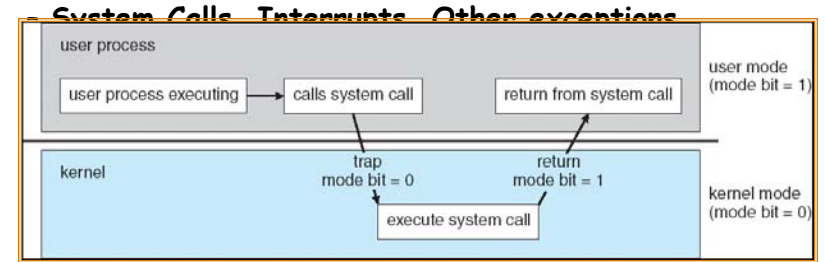 - System Calls, Interrupts, Other exceptions
user process
user process executing
calls system call
return from system call
user mode
(mode bit = 1)
kernel
trap
mode bit = 0
return
mode bit = 1
execute system call
kernel mode
(mode bit = 0)